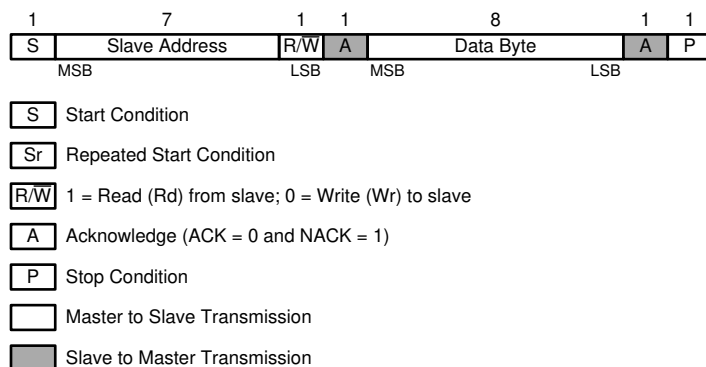 1 7 1 1 8 1 1
S Slave Address R/W̅ A Data Byte A P
MSB LSB MSB LSB
S Start Condition
Sr Repeated Start Condition
R/W̅ 1 = Read (Rd) from slave; 0 = Write (Wr) to slave
A Acknowledge (ACK = 0 and NACK = 1)
P Stop Condition
Master to Slave Transmission
Slave to Master Transmission